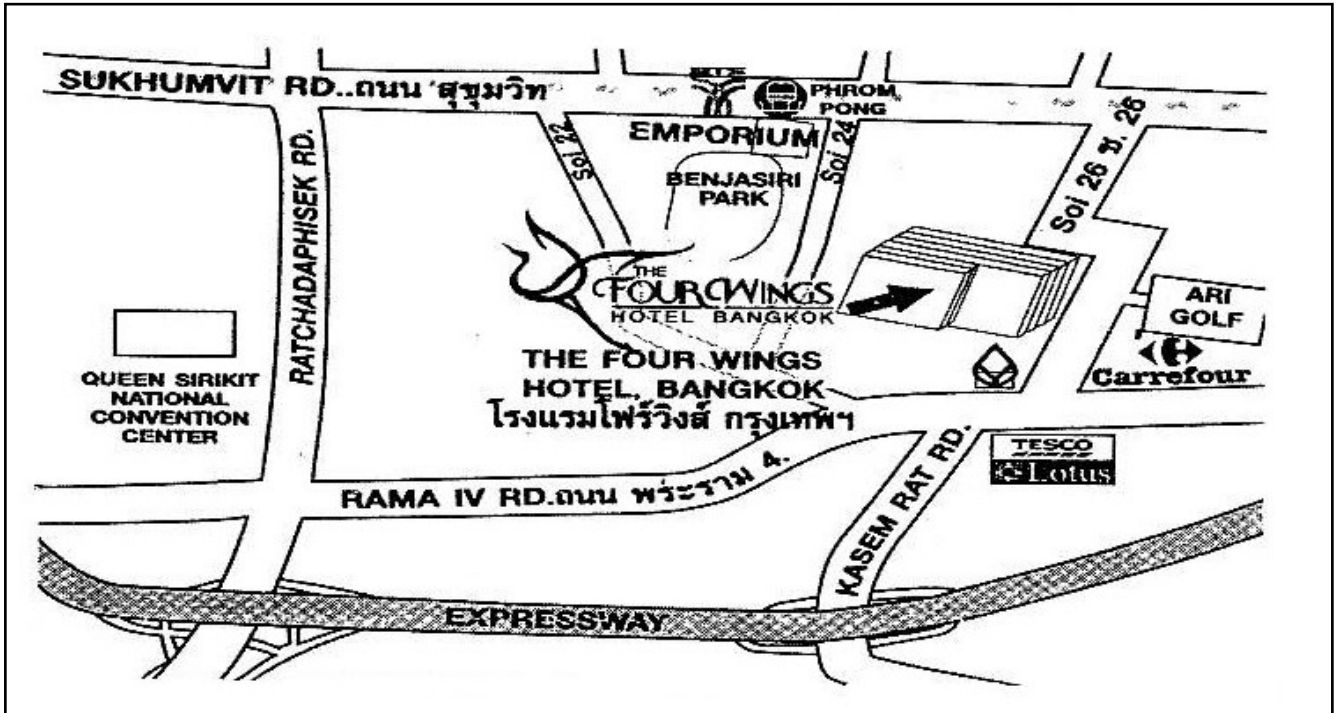 SUKHUMVIT RD..ถนน สุขุมวิท
PHROM
PONG
EMPORIUM
Soi 22
Soi 24
Soi 26 ซ. 26
BENJASIRI
PARK
RATCHADAPHISEK RD.
THE
FOUR WINGS
HOTEL BANGKOK
ARI
GOLF
Carrefour
QUEEN SIRIKIT
NATIONAL
CONVENTION
CENTER
THE FOUR WINGS
HOTEL, BANGKOK
โรงแรมโฟร์วิงส์ กรุงเทพฯ
TESCO
Lotus
RAMA IV RD.ถนน พระราม 4.
KASEM RAT RD.
EXPRESSWAY